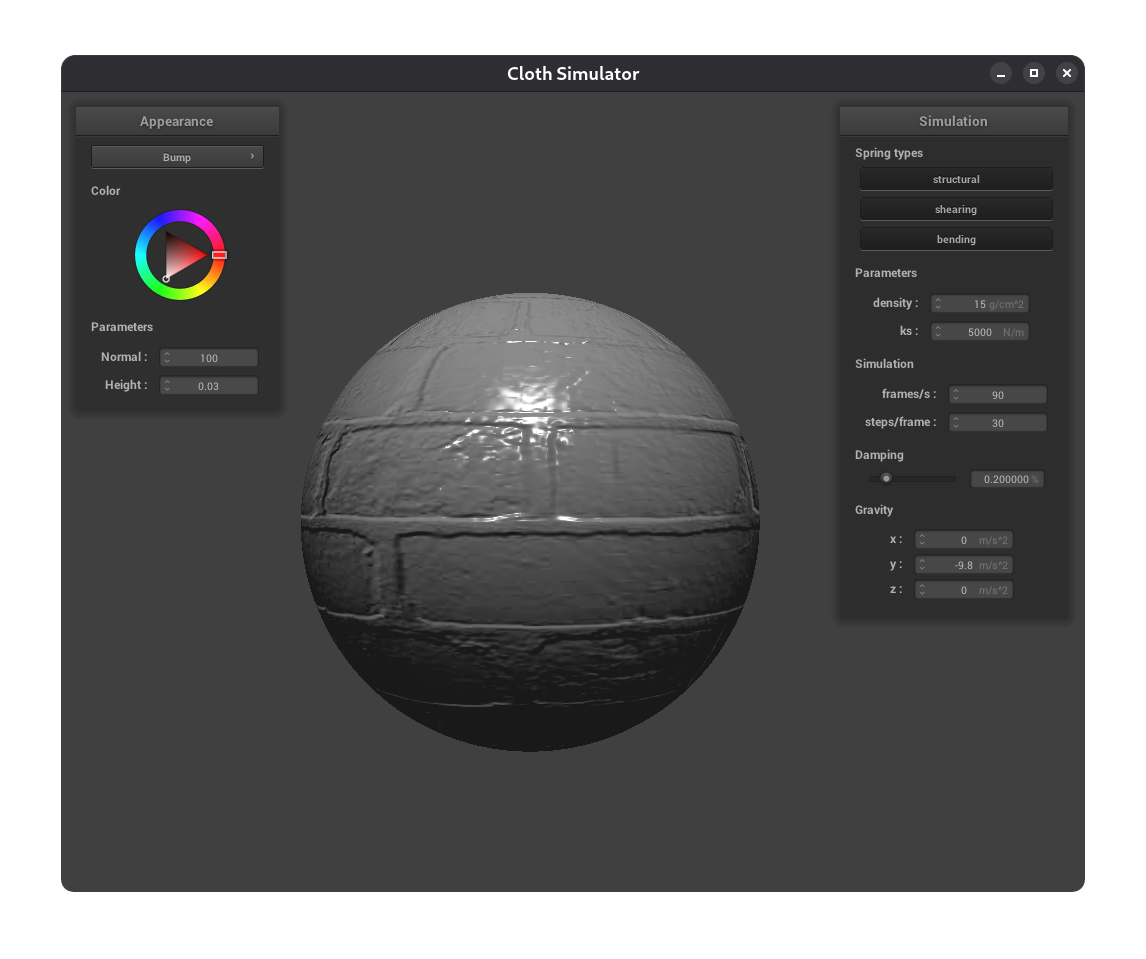 Cloth Simulator
Appearance
Bump
Color
Parameters
Normal : 100
Height : 0.03
Simulation
Spring types
structural
shearing
bending
Parameters
density : 15 g/cm^2
ks : 5000 N/m
Simulation
frames/s : 90
steps/frame : 30
Damping
0.200000 %
Gravity
x : 0 m/s^2
y : -9.8 m/s^2
z : 0 m/s^2